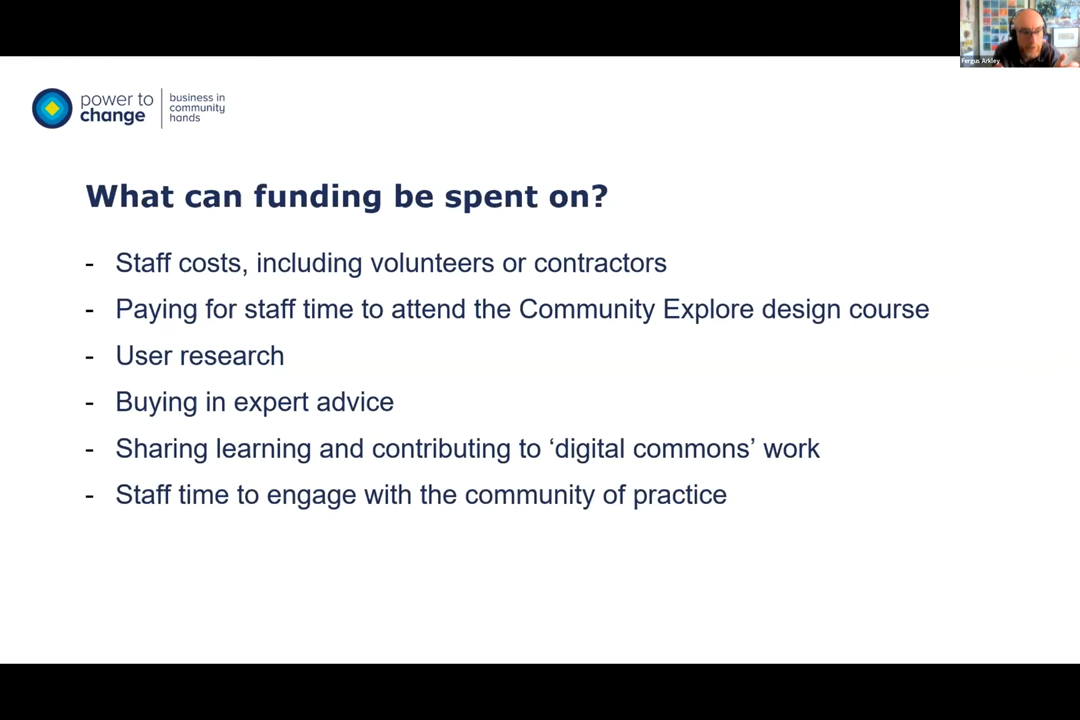 Fergus Arkley
power to
change
business in
community
hands
What can funding be spent on?
- Staff costs, including volunteers or contractors
- Paying for staff time to attend the Community Explore design course
- User research
- Buying in expert advice
- Sharing learning and contributing to ‘digital commons’ work
- Staff time to engage with the community of practice